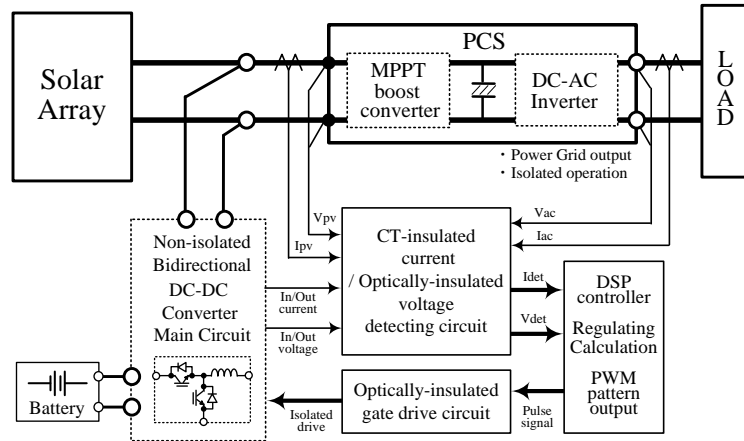 Solar
Array
PCS
MPPT
boost
converter
DC-AC
Inverter
LOAD
・Power Grid output
・Isolated operation
Vpv
Ipv
Vac
Iac
Non-isolated
Bidirectional
DC-DC
Converter
Main Circuit
CT-insulated
current
/ Optically-insulated
voltage
detecting circuit
In/Out
current
In/Out
voltage
Idet
Vdet
DSP
controller
Regulating
Calculation
PWM
pattern
output
Battery
Isolated
drive
Optically-insulated
gate drive circuit
Pulse
signal